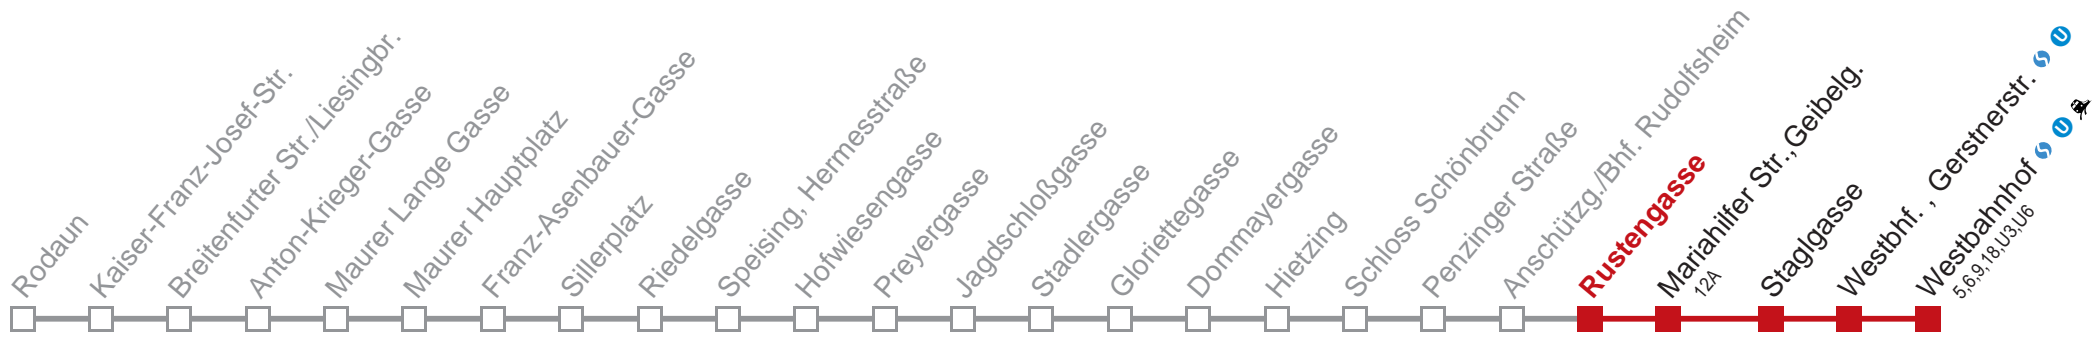 Rodaun
Kaiser-Franz-Josef-Str.
Breitenfurter Str./Liesingbr.
Anton-Krieger-Gasse
Maurer Lange Gasse
Maurer Hauptplatz
Franz-Asenbauer-Gasse
Sillerplatz
Riedelgasse
Speising, Hermesstraße
Hofwiesengasse
Preyergasse
Jagdschloßgasse
Stadlergasse
Gloriettegasse
Dommayergasse
Hietzing
Schloss Schönbrunn
Penzinger Straße
Anschützg./Bhf. Rudolfsheim
Rustengasse
Mariahilfer Str.,Geibelg.
12A
Staglgasse
Westbhf. , Gerstnerstr. S U
Westbahnhof S U
5,6,9,18,U3,U6